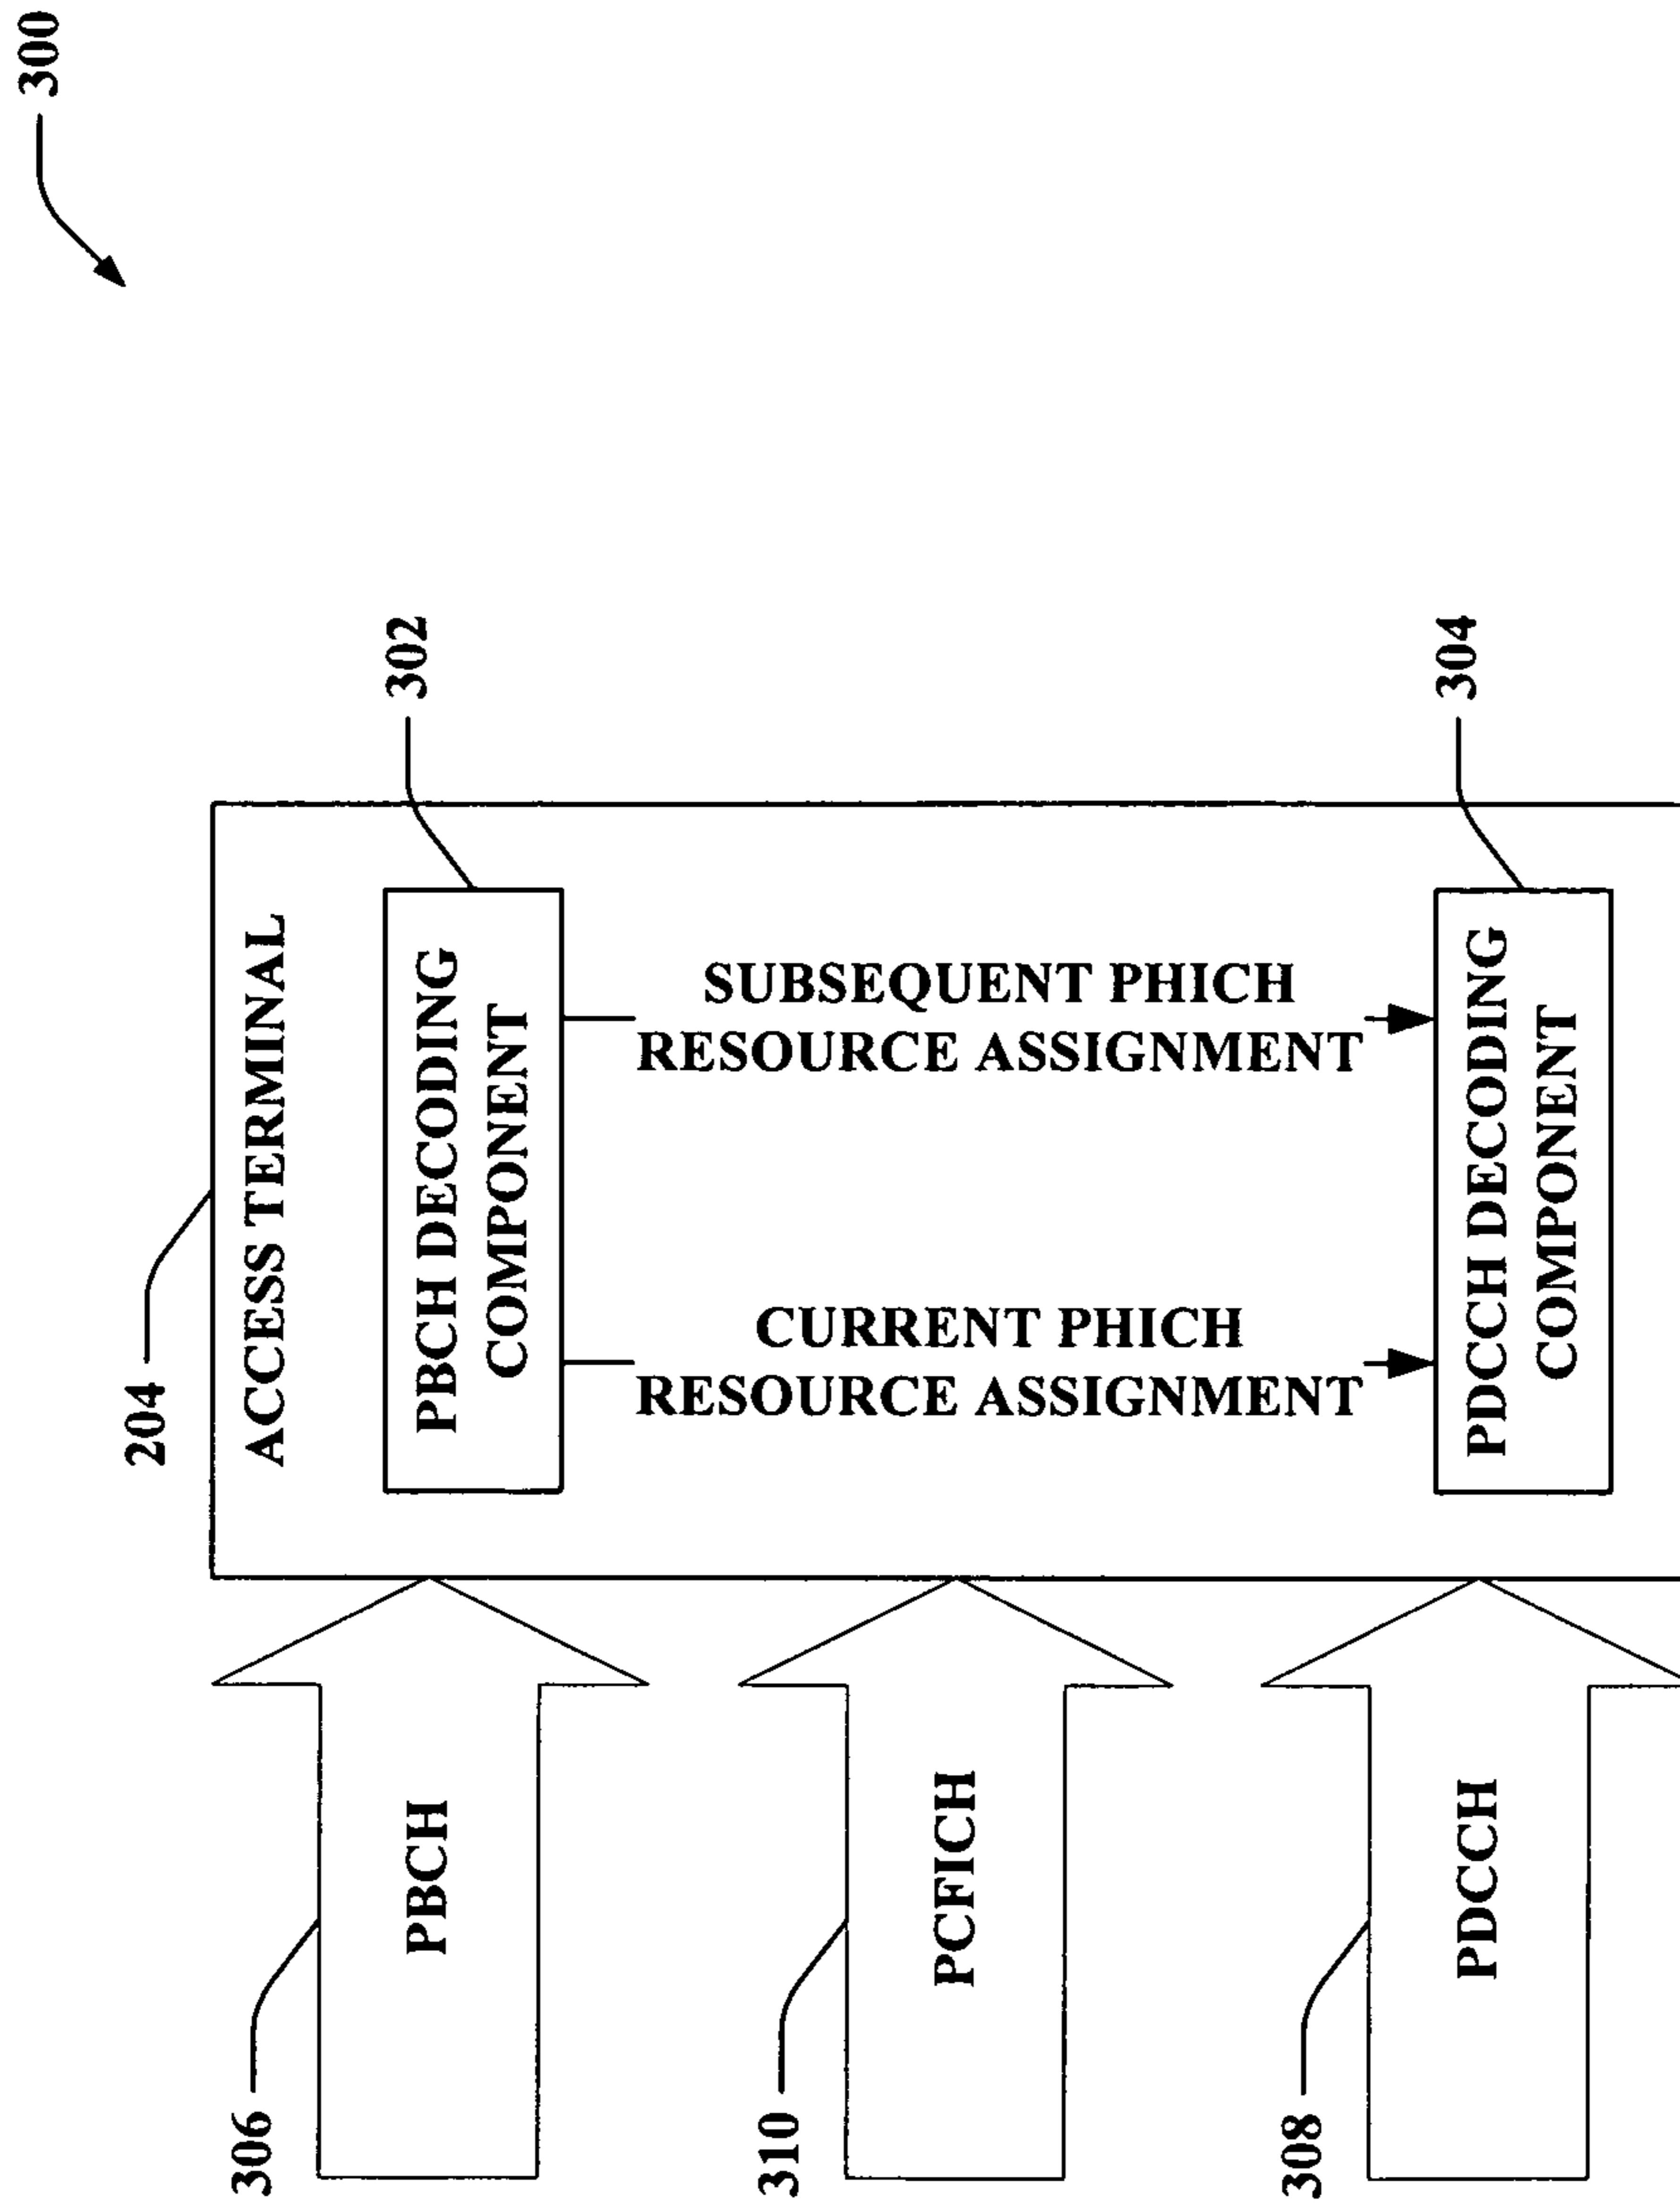 300
204
ACCESS TERMINAL
302
PBCH DECODING
COMPONENT
306
PBCH
CURRENT PHICH
RESOURCE ASSIGNMENT
SUBSEQUENT PHICH
RESOURCE ASSIGNMENT
310
PCFICH
304
PDCCH DECODING
COMPONENT
308
PDCCH